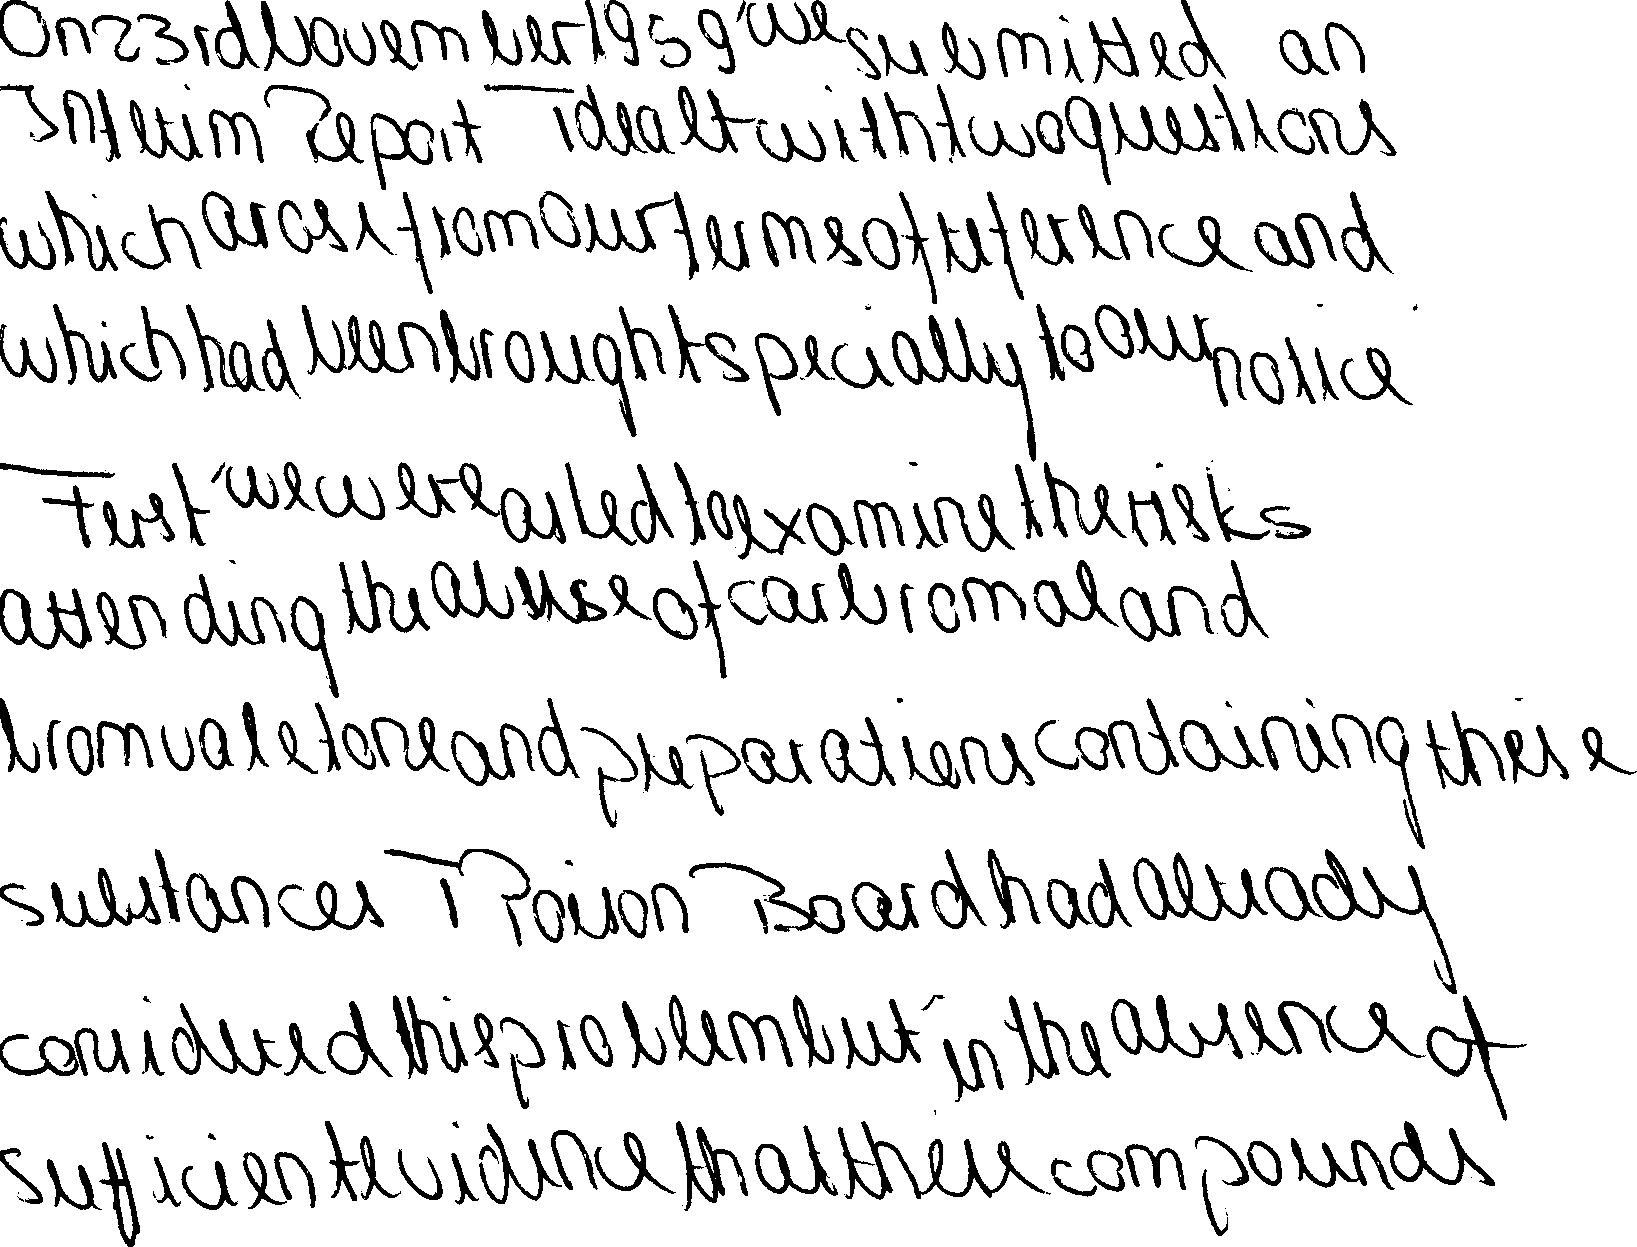 On 23rd November 1959 we submitted an
Interim Report I dealt with two questions
which arose from our terms of reference and
which had been brought specially to our notice
First we were asked to examine the risks
attending the abuse of carbromal and
bromvaletone and preparations containing these
substances T Poison Board had already
considered this problem but in the absence of
sufficient evidence that these compounds